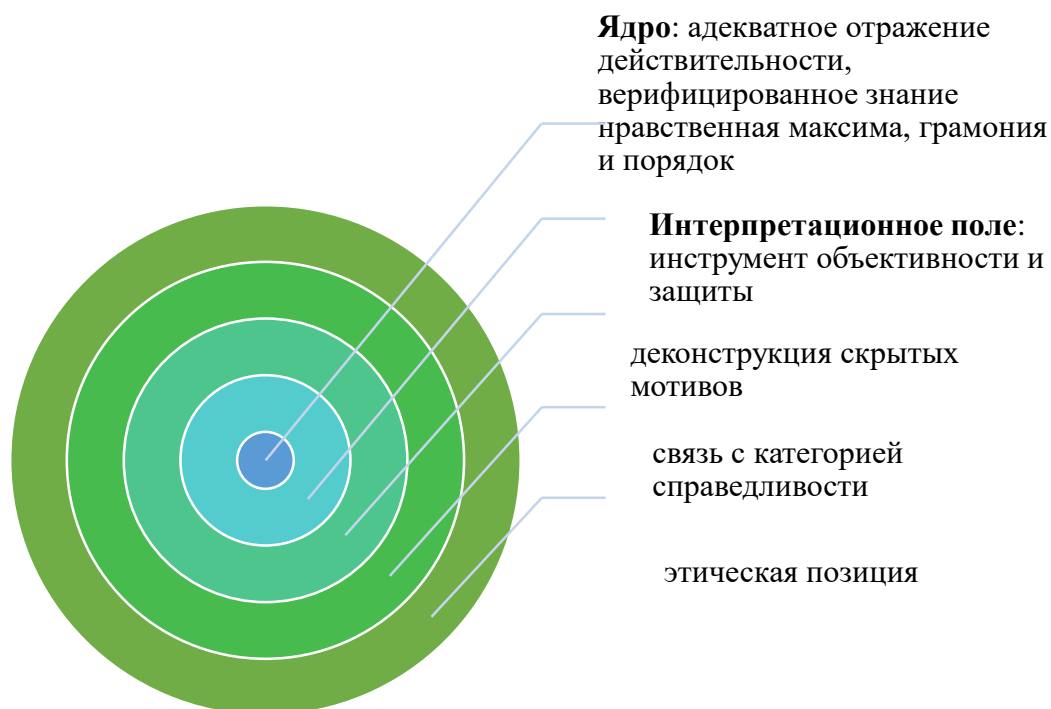 Ядро: адекватное отражение
действительности,
верифицированное знание
нравственная максима, грамония
и порядок
Интерпретационное поле:
инструмент объективности и
защиты
деконструкция скрытых
мотивов
связь с категорией
справедливости
этическая позиция